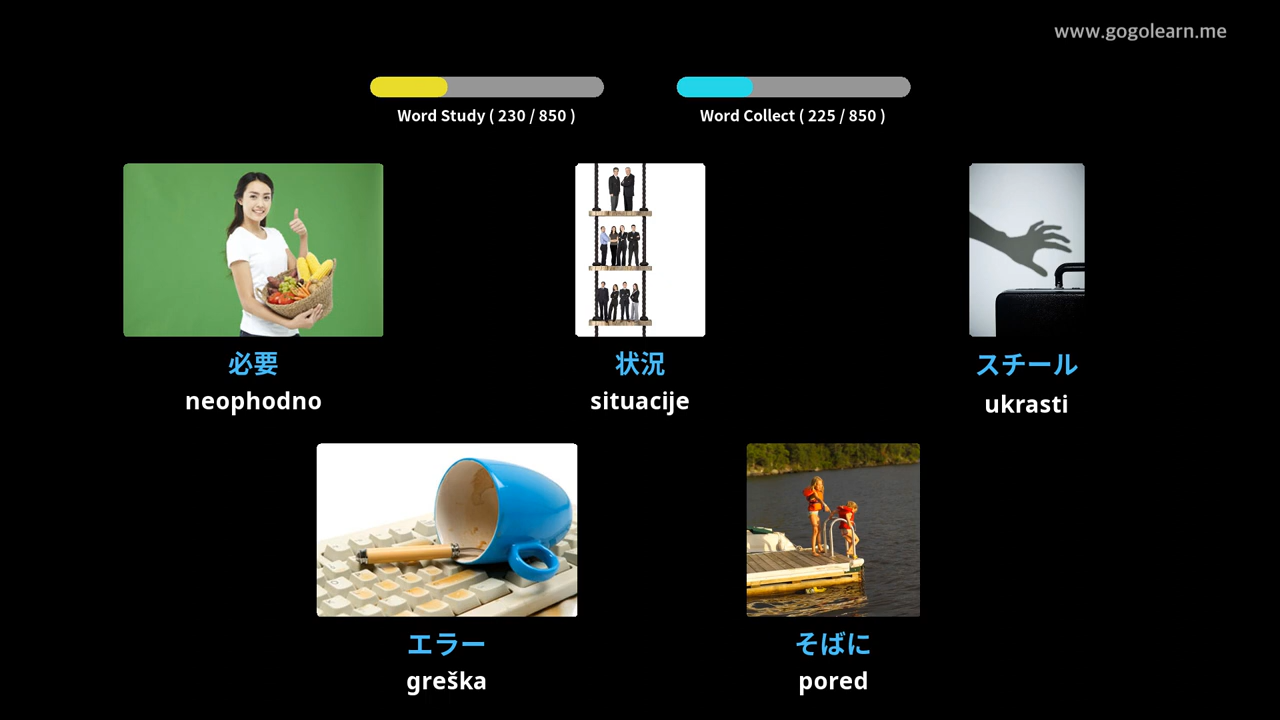 www.gogolearn.me
Word Study ( 230 / 850 )
Word Collect ( 225 / 850 )
必要
neophodno
状況
situacije
スチール
ukrasti
エラー
greška
そばに
pored